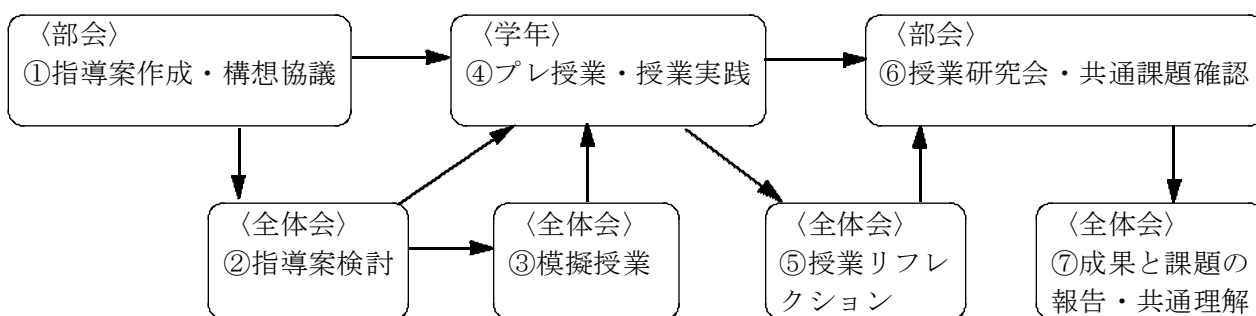 〈部会〉
①指導案作成・構想協議
〈学年〉
④プレ授業・授業実践
〈部会〉
⑥授業研究会・共通課題確認
〈全体会〉
②指導案検討
〈全体会〉
③模擬授業
〈全体会〉
⑤授業リフレ
クション
〈全体会〉
⑦成果と課題の
報告・共通理解